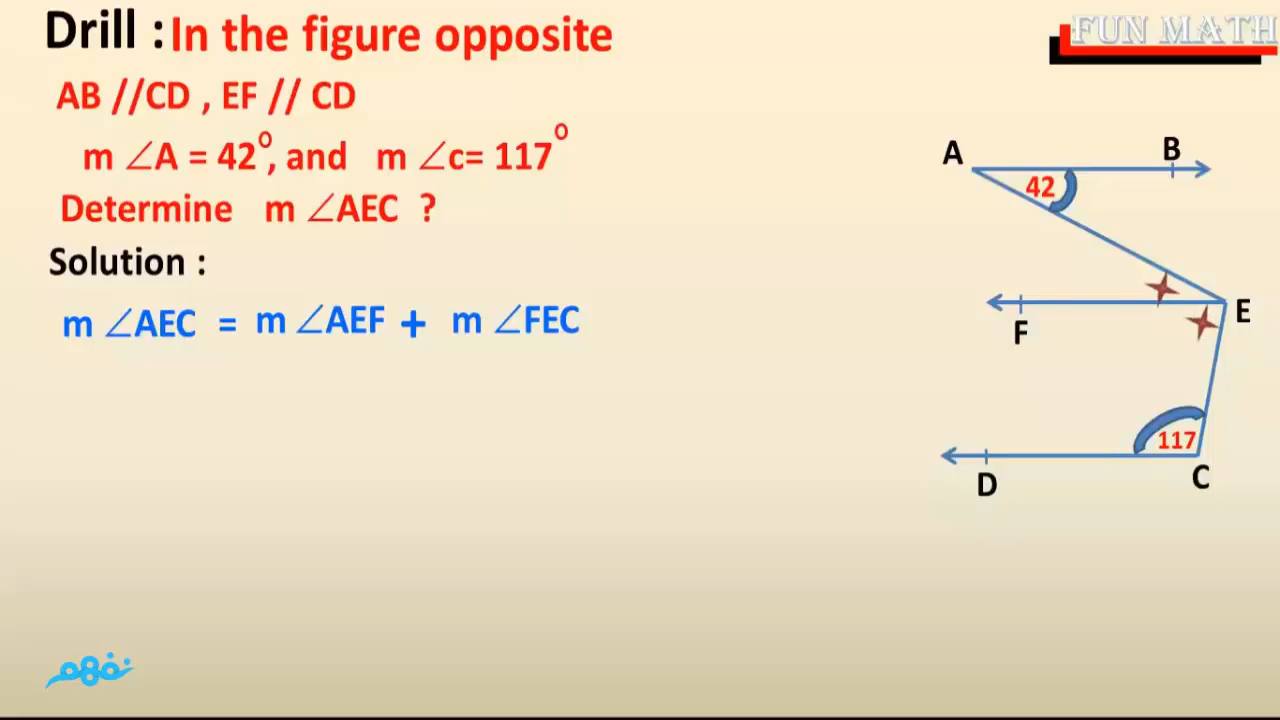 Drill : In the figure opposite
FUN MATH
AB //CD , EF // CD
m ∠A = 42°, and m ∠c= 117°
Determine m ∠AEC ?
Solution :
m ∠AEC = m ∠AEF + m ∠FEC
A
B
42
E
F
117
D
C
نفهم